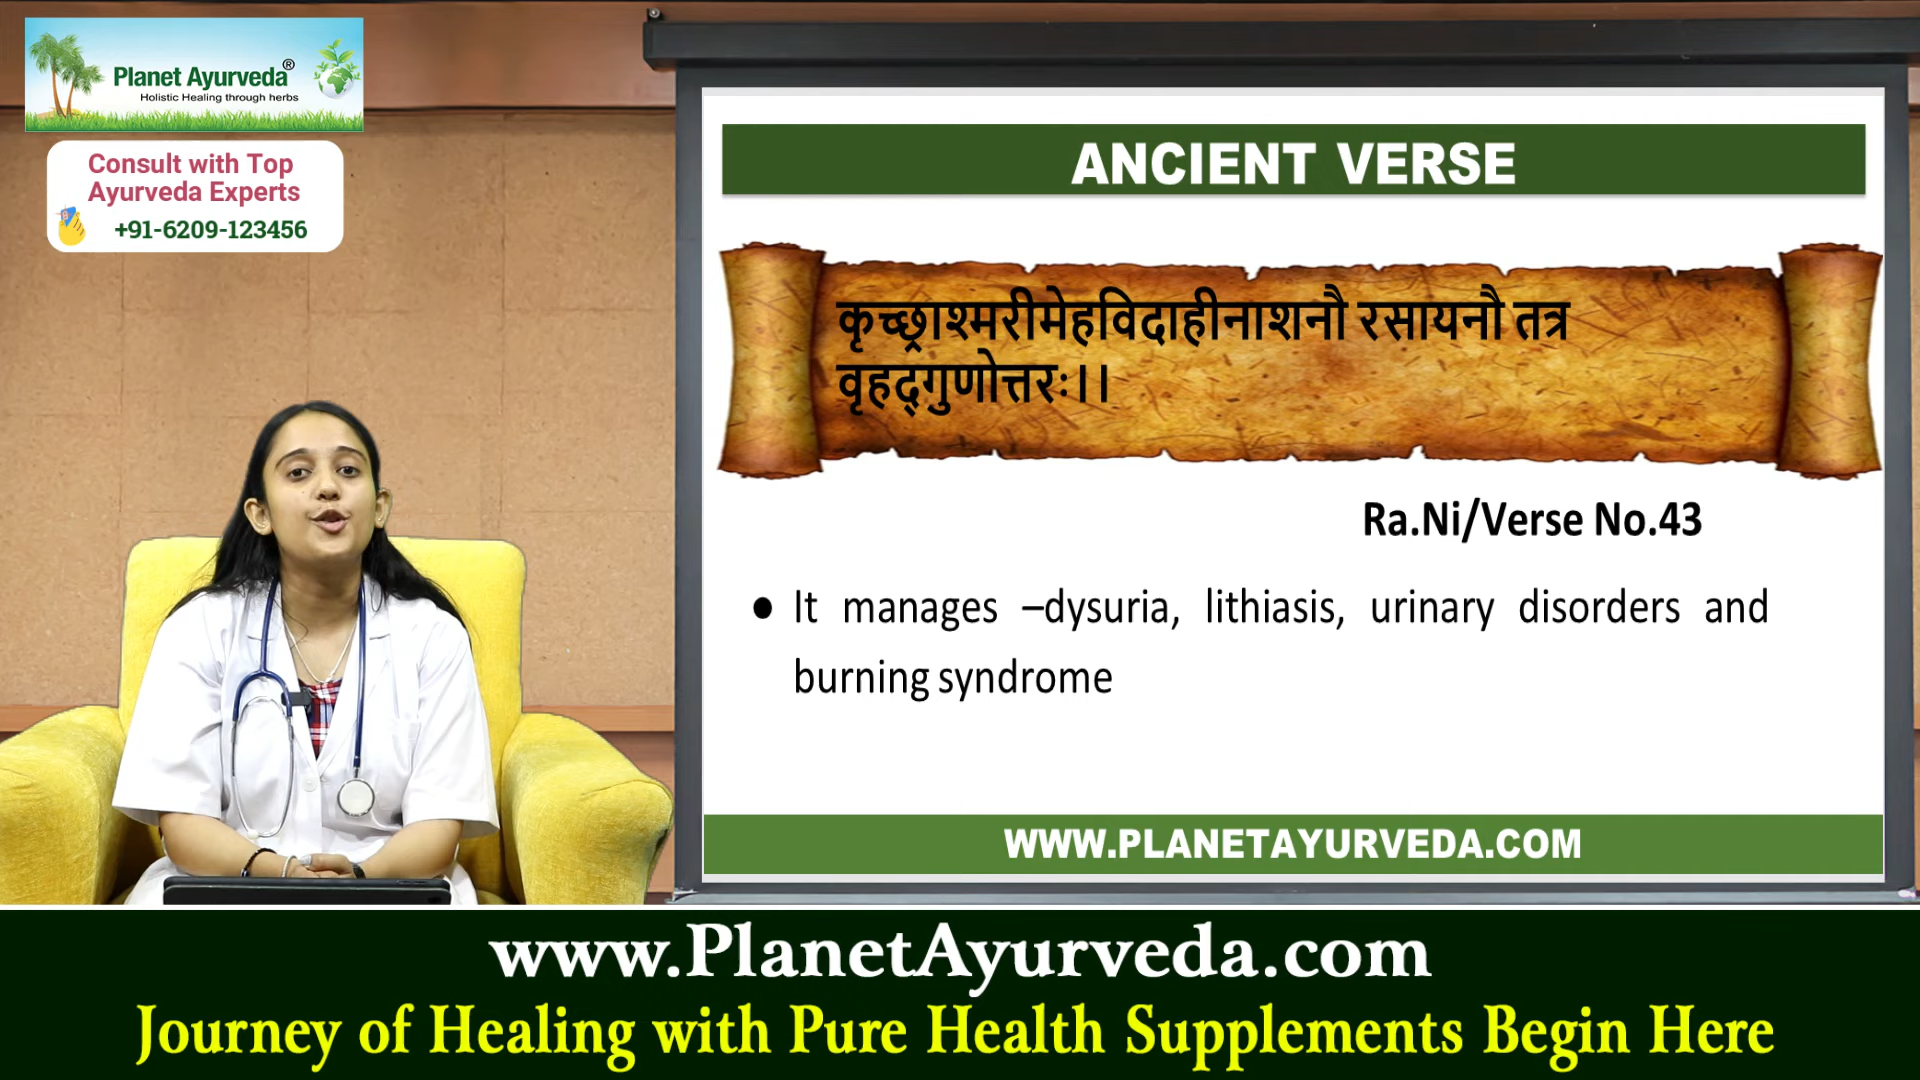 Planet Ayurveda®
Holistic Healing through herbs
Consult with Top
Ayurveda Experts
+91-6209-123456
ANCIENT VERSE
कृच्छ्राश्मरीमेहविदाहीनाशनौ रसायनौ तत्र
वृहद्गुणोत्तरः।।
Ra.Ni/Verse No.43
● It manages –dysuria, lithiasis, urinary disorders and
burning syndrome
WWW.PLANETAYURVEDA.COM
www.PlanetAyurveda.com
Journey of Healing with Pure Health Supplements Begin Here